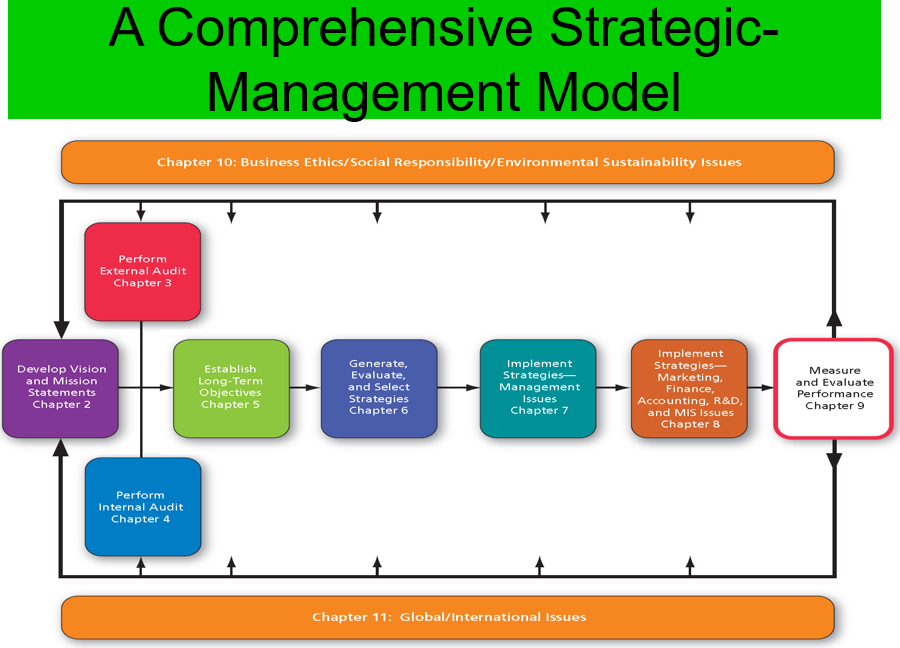 A Comprehensive Strategic-
Management Model
Chapter 10: Business Ethics/Social Responsibility/Environmental Sustainability Issues
Perform
External Audit
Chapter 3
Develop Vision
and Mission
Statements
Chapter 2
Establish
Long-Term
Objectives
Chapter 5
Generate,
Evaluate,
and Select
Strategies
Chapter 6
Implement
Strategies—
Management
Issues
Chapter 7
Implement
Strategies—
Marketing,
Finance,
Accounting, R&D,
and MIS Issues
Chapter 8
Measure
and Evaluate
Performance
Chapter 9
Perform
Internal Audit
Chapter 4
Chapter 11: Global/International Issues